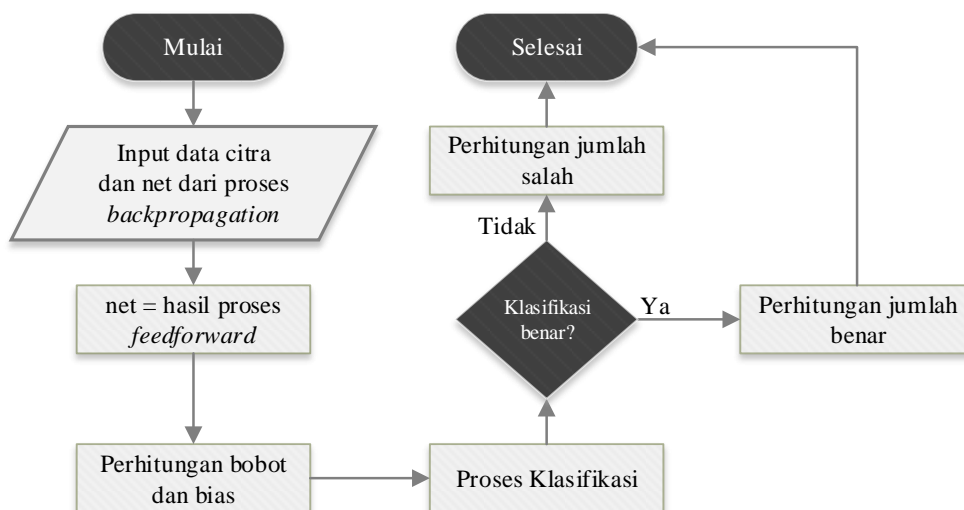 Mulai
Input data citra
dan net dari proses
backpropagation
net = hasil proses
feedforward
Perhitungan bobot
dan bias
Proses Klasifikasi
Klasifikasi
benar?
Tidak
Perhitungan jumlah
salah
Selesai
Ya
Perhitungan jumlah
benar